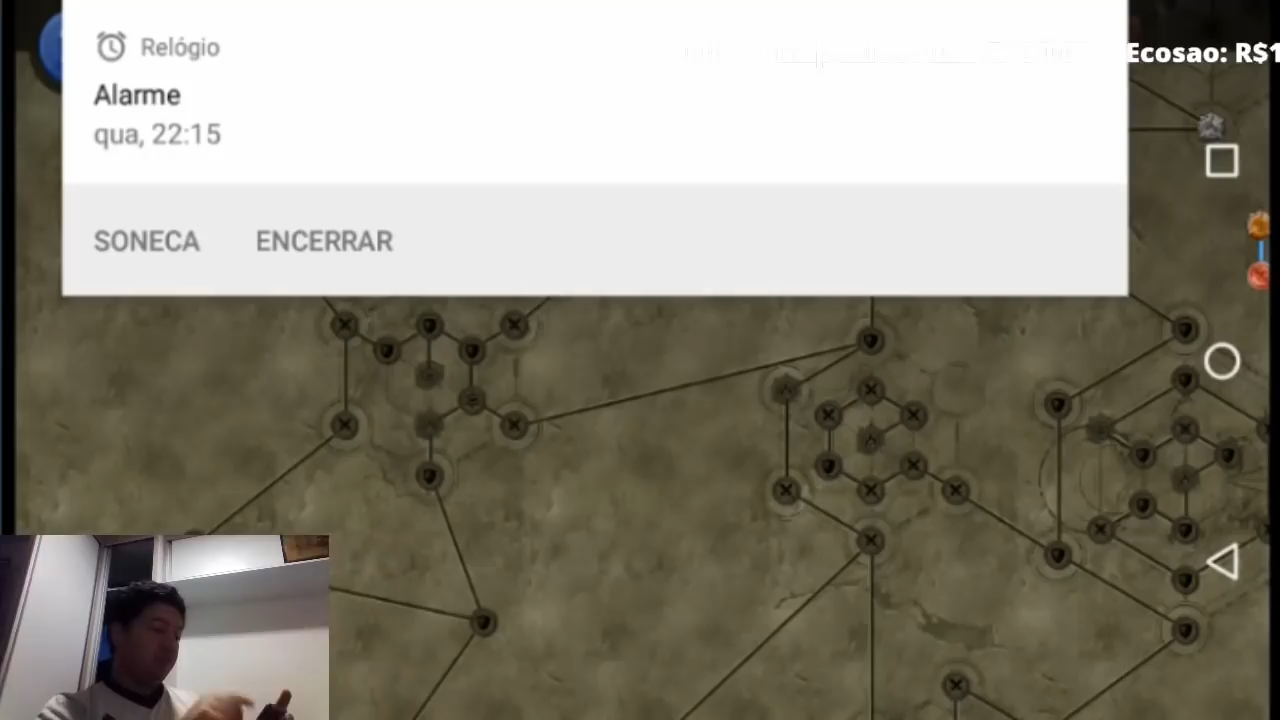 Relógio
Ecosao: R$1
Alarme
qua, 22:15
SONECA
ENCERRAR